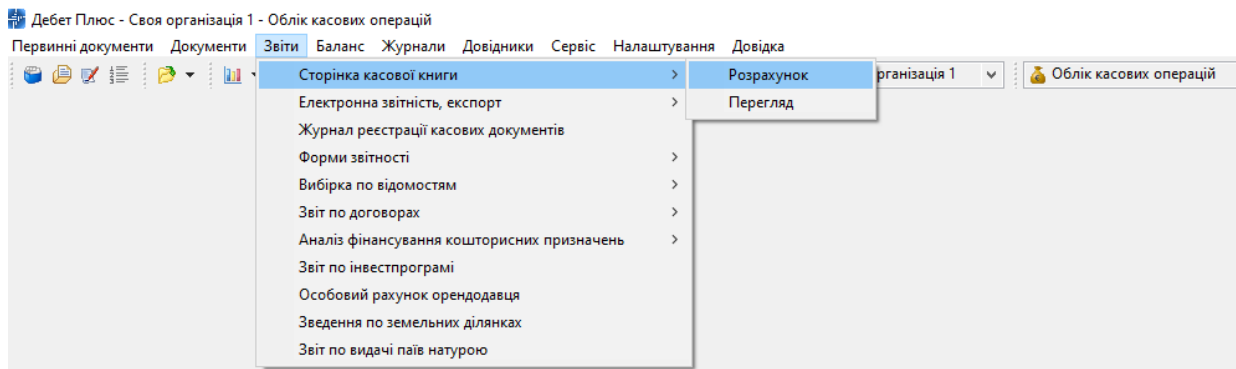 Дебет Плюс - Своя організація 1 - Облік касових операцій
Первинні документи Документи Звіти Баланс Журнали Довідники Сервіс Налаштування Довідка
рганізація 1 Облік касових операцій
Сторінка касової книги Розрахунок
Електронна звітність, експорт Перегляд
Журнал реєстрації касових документів
Форми звітності
Вибірка по відомостям
Звіт по договорах
Аналіз фінансування кошторисних призначень
Звіт по інвестпрограмі
Особовий рахунок орендодавця
Зведення по земельних ділянках
Звіт по видачі паїв натурою